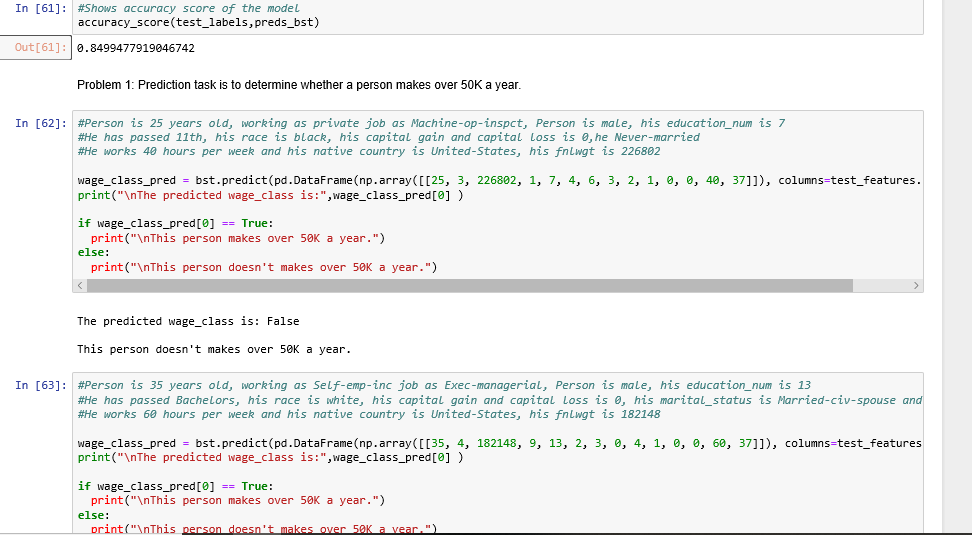 In [61]: #Shows accuracy score of the model
accuracy_score(test_labels,preds_bst)
Out[61]: 0.8499477919046742
Problem 1: Prediction task is to determine whether a person makes over 50K a year.
In [62]: #Person is 25 years old, working as private job as Machine-op-inspct, Person is male, his education_num is 7
#He has passed 11th, his race is black, his capital gain and capital loss is 0,he Never-married
#He works 40 hours per week and his native country is United-States, his fnlwgt is 226802
wage_class_pred = bst.predict(pd.DataFrame(np.array([[25, 3, 226802, 1, 7, 4, 6, 3, 2, 1, 0, 0, 40, 37]]), columns=test_features.
print("\nThe predicted wage_class is:",wage_class_pred[0] )
if wage_class_pred[0] == True:
print("\nThis person makes over 50K a year.")
else:
print("\nThis person doesn't makes over 50K a year.")
The predicted wage_class is: False
This person doesn't makes over 50K a year.
In [63]: #Person is 35 years old, working as Self-emp-inc job as Exec-managerial, Person is male, his education_num is 13
#He has passed Bachelors, his race is white, his capital gain and capital loss is 0, his marital_status is Married-civ-spouse and
#He works 60 hours per week and his native country is United-States, his fnlwgt is 182148
wage_class_pred = bst.predict(pd.DataFrame(np.array([[35, 4, 182148, 9, 13, 2, 3, 0, 4, 1, 0, 0, 60, 37]]), columns=test_features
print("\nThe predicted wage_class is:",wage_class_pred[0] )
if wage_class_pred[0] == True:
print("\nThis person makes over 50K a year.")
else:
print("\nThis person doesn't makes over 50K a year.")